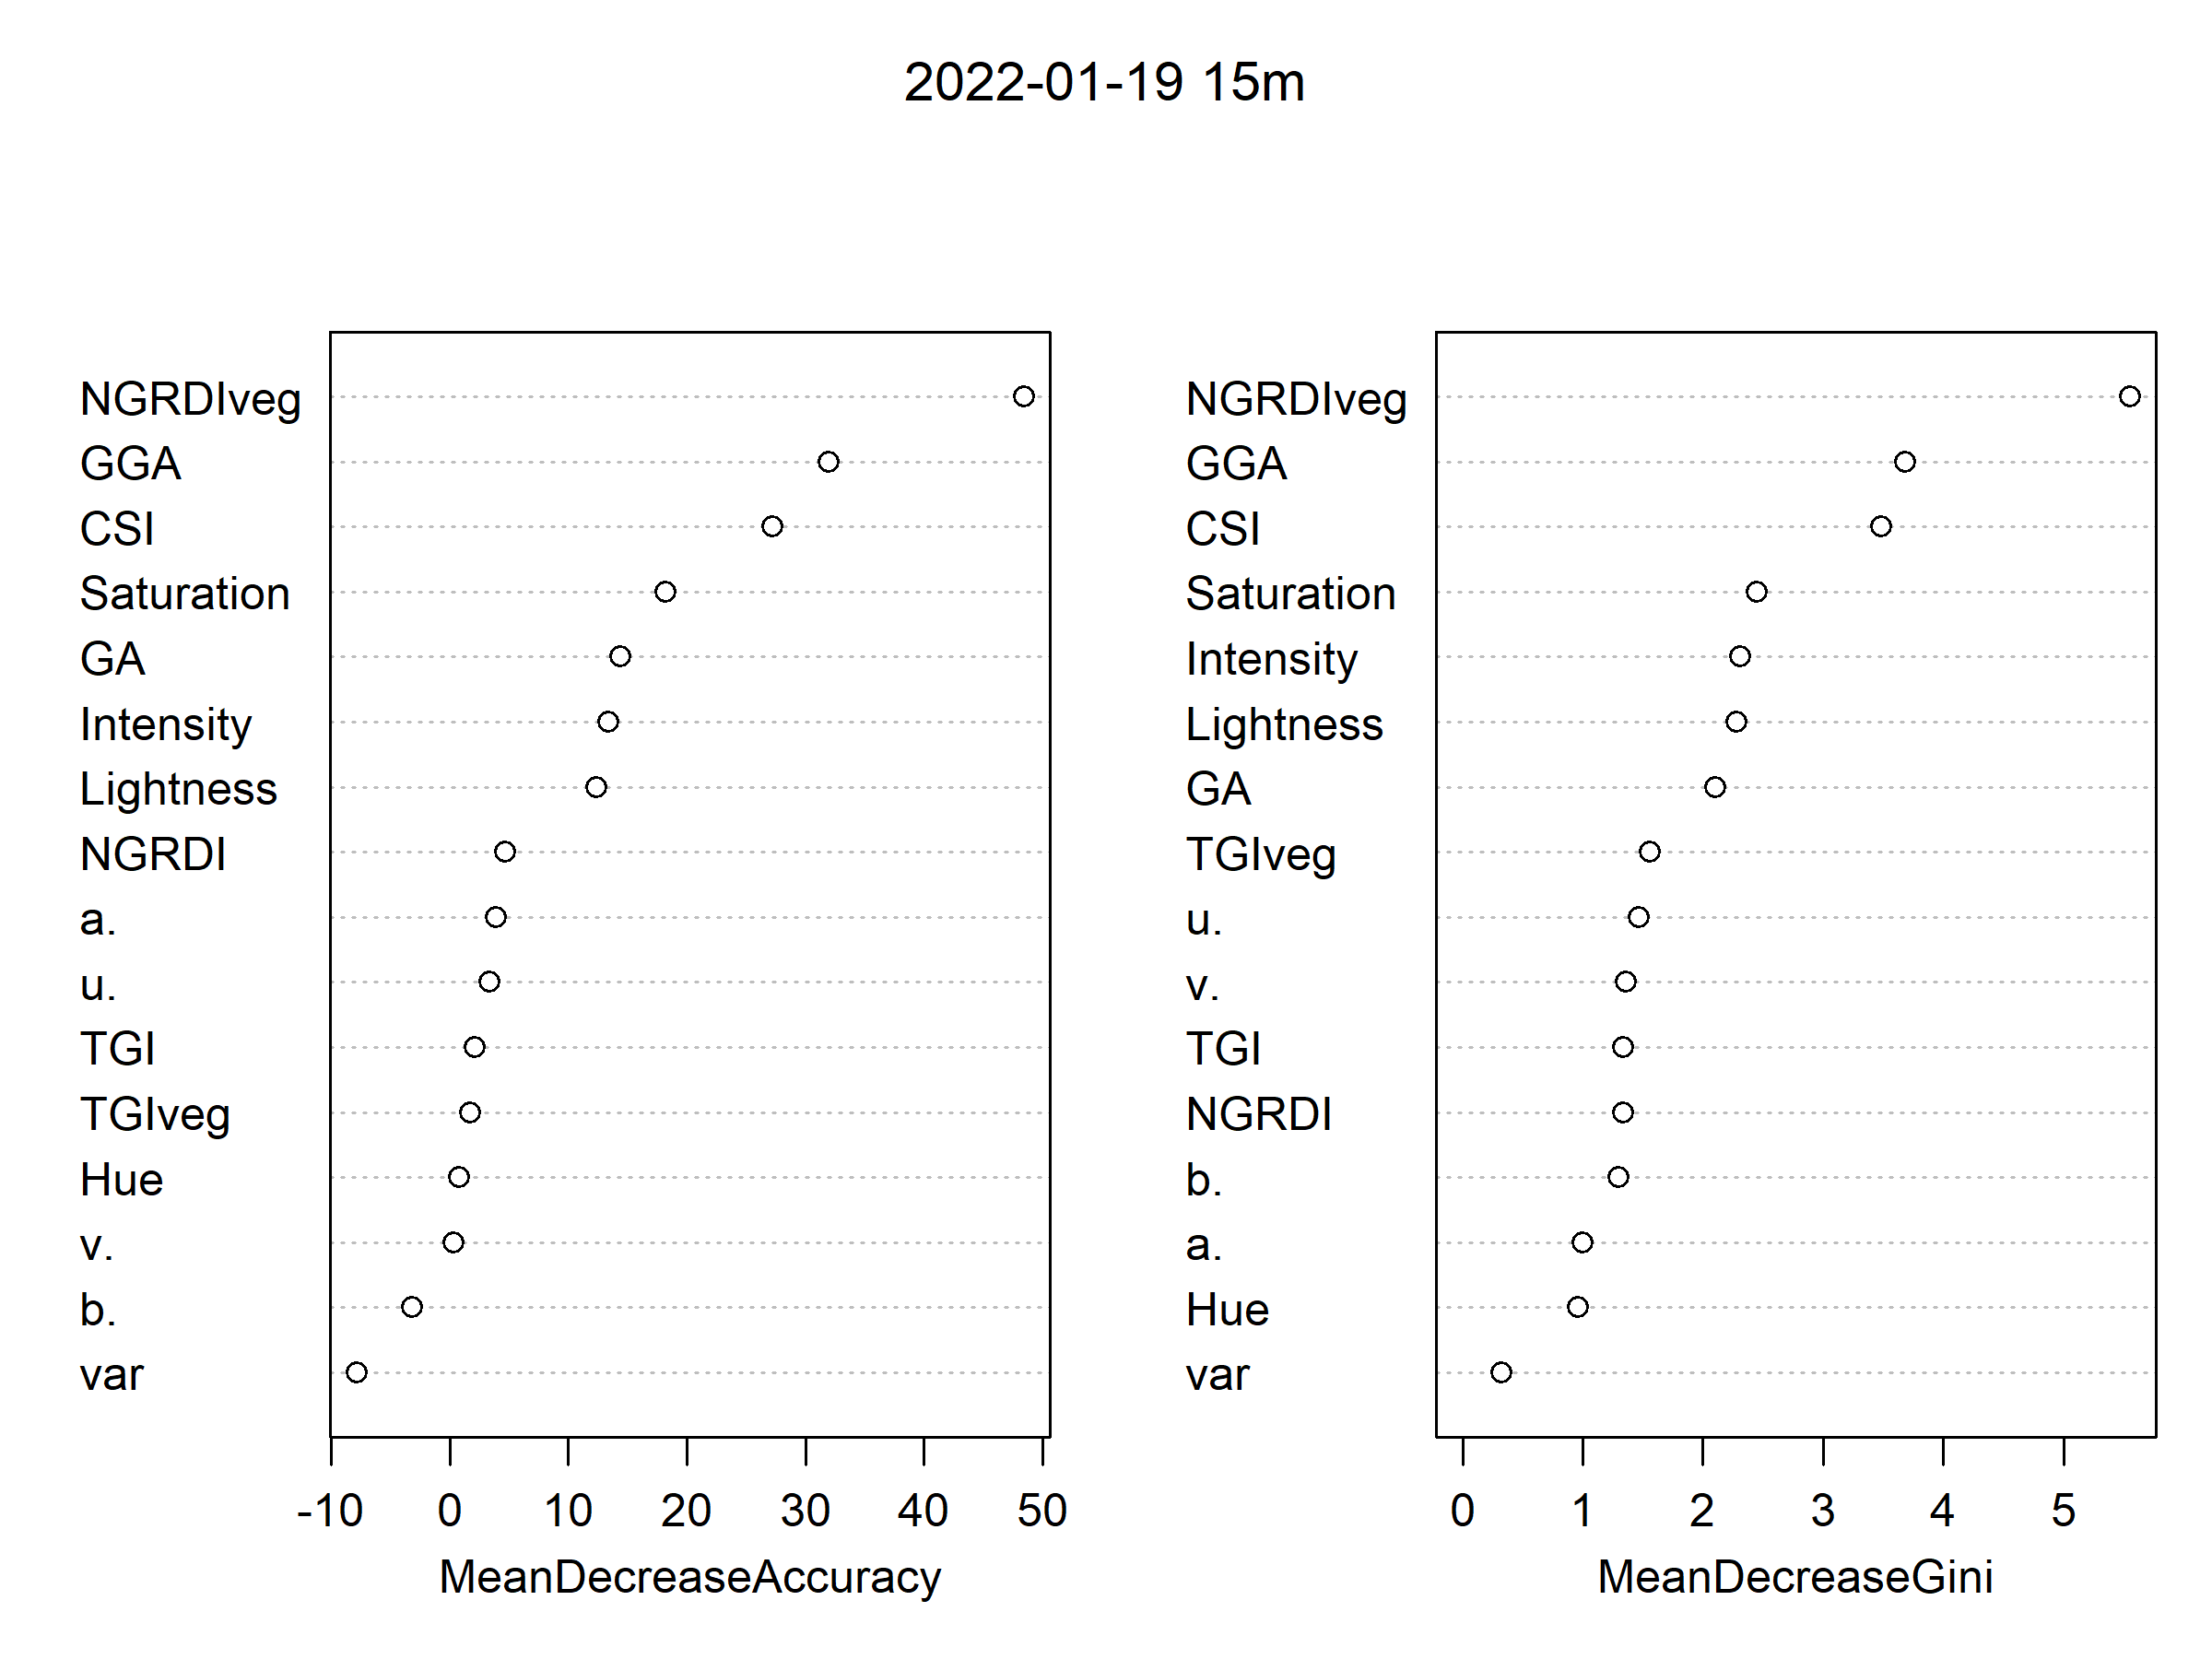 2022-01-19 15m
NGRDIveg
GGA
CSI
Saturation
GA
Intensity
Lightness
NGRDI
a.
u.
TGI
TGIveg
Hue
v.
b.
var
-10 0 10 20 30 40 50
MeanDecreaseAccuracy
NGRDIveg
GGA
CSI
Saturation
Intensity
Lightness
GA
TGIveg
u.
v.
TGI
NGRDI
b.
a.
Hue
var
0 1 2 3 4 5
MeanDecreaseGini